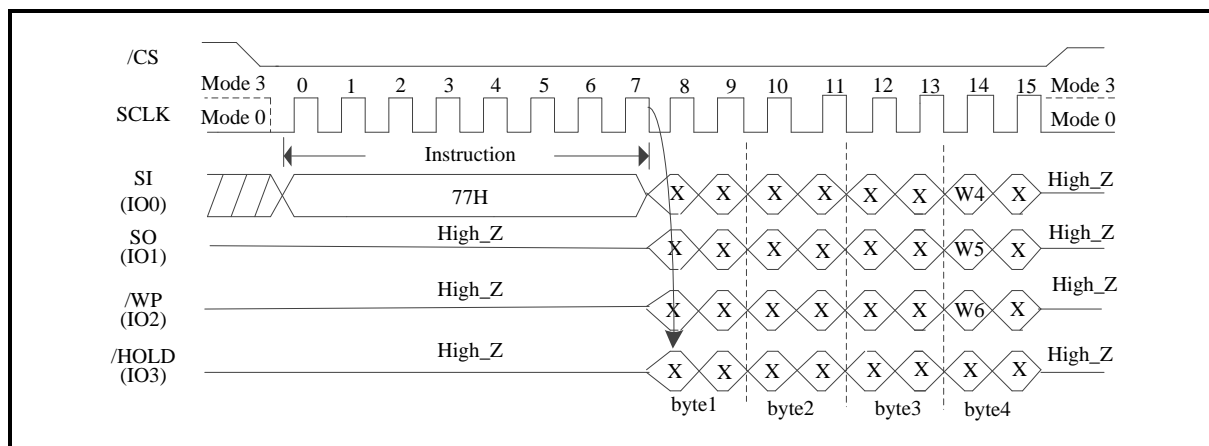 /CS
Mode 3 0 1 2 3 4 5 6 7 8 9 10 11 12 13 14 15 Mode 3
SCLK
Mode 0 Mode 0
Instruction
SI
(IO0)
77H X X X X X X W4 X High_Z
SO
(IO1)
High_Z X X X X X X W5 X High_Z
/WP
(IO2)
High_Z X X X X X X W6 X High_Z
/HOLD
(IO3)
High_Z X X X X X X X X High_Z
byte1 byte2 byte3 byte4